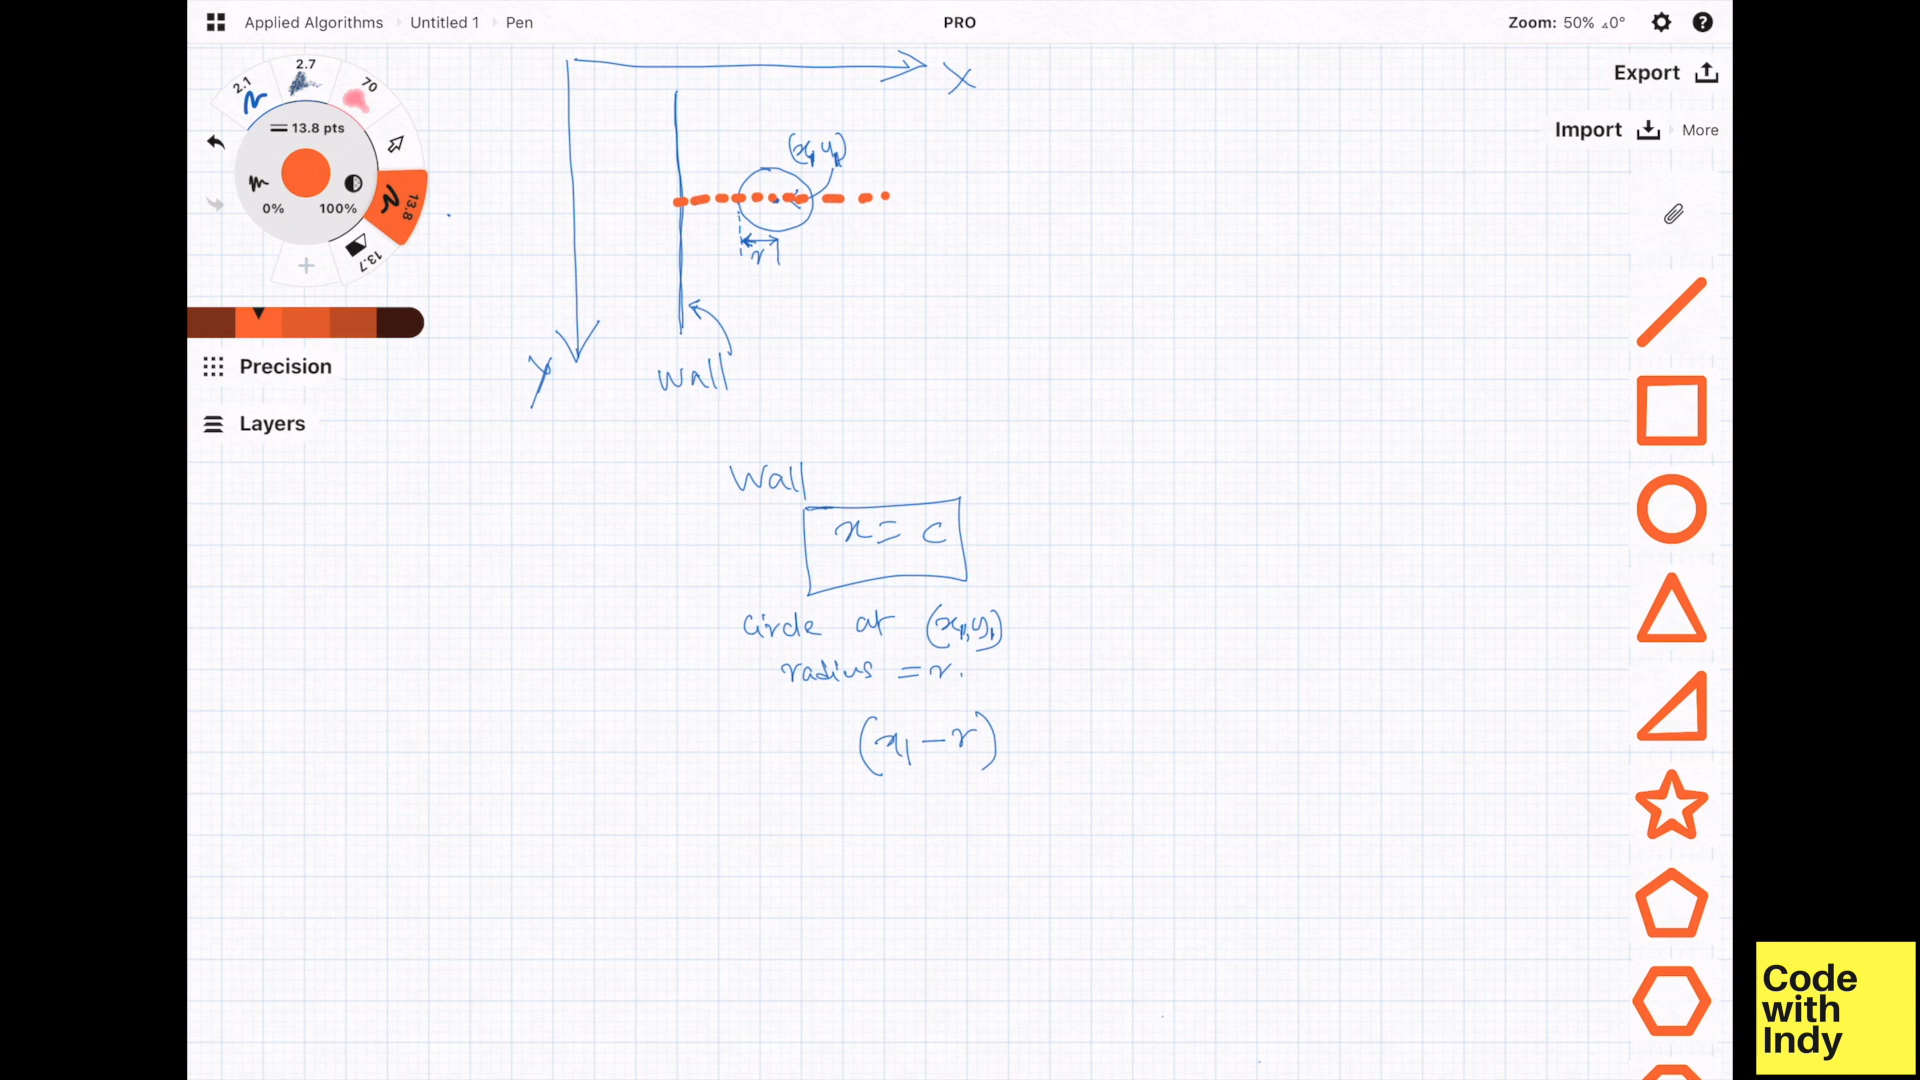 Applied Algorithms Untitled 1 Pen
PRO
Zoom: 50% ⊿0°
Export
Import More
2.1
2.7
70
13.8 pts
13.8
0% 100%
13.7
Precision
Layers
X
(x₁, y₁)
r
Y
Wall
Wall
x = c
circle at (x₁, y₁)
radius = r.
(x₁ – r)
Code
with
Indy